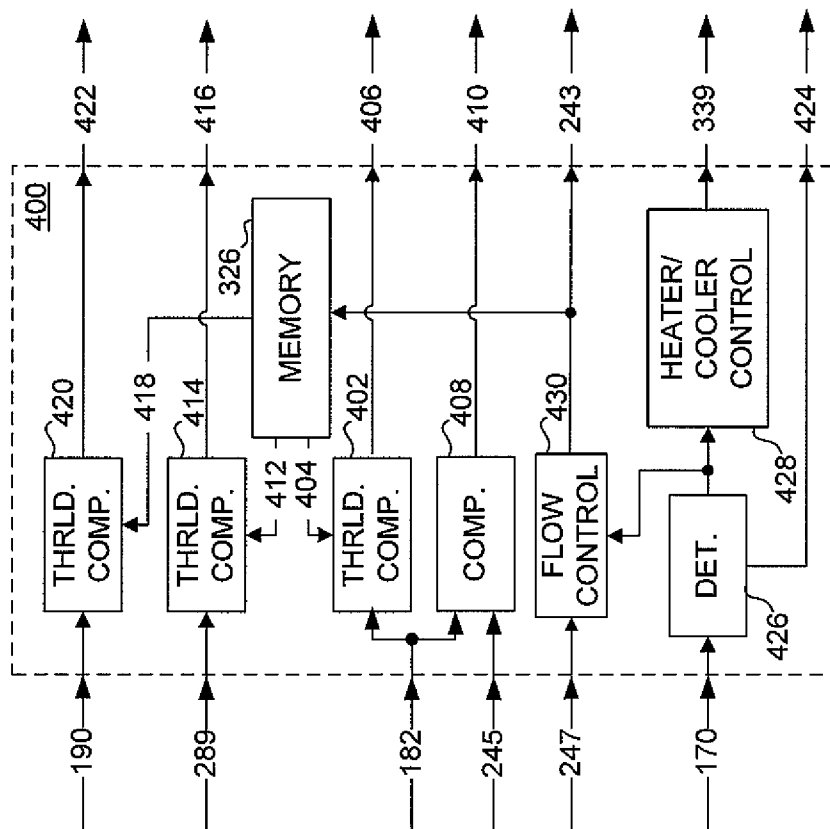 400
190
THRLD.
COMP.
420
422
418
289
THRLD.
COMP.
414
416
MEMORY
326
412
404
182
THRLD.
COMP.
402
406
245
COMP.
408
410
247
FLOW
CONTROL
430
243
170
DET.
426
HEATER/
COOLER
CONTROL
428
339
424